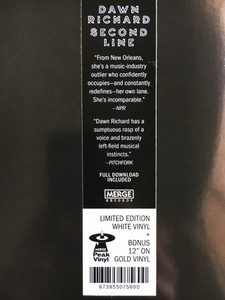 DAWN
RICHARD
SECOND
LINE
“From New Orleans,
she’s a music-industry
outlier who confidently
occupies—and constantly
redefines—her own lane.
She’s incomparable.”
—NPR
“Dawn Richard has a
sumptuous rasp of a
voice and brazenly
left-field musical
instincts.”
—PITCHFORK
FULL DOWNLOAD
INCLUDED
MERGE
RECORDS
LIMITED EDITION
WHITE VINYL
+
BONUS
12" ON
GOLD VINYL
MERGE
Peak
Vinyl
673855075600